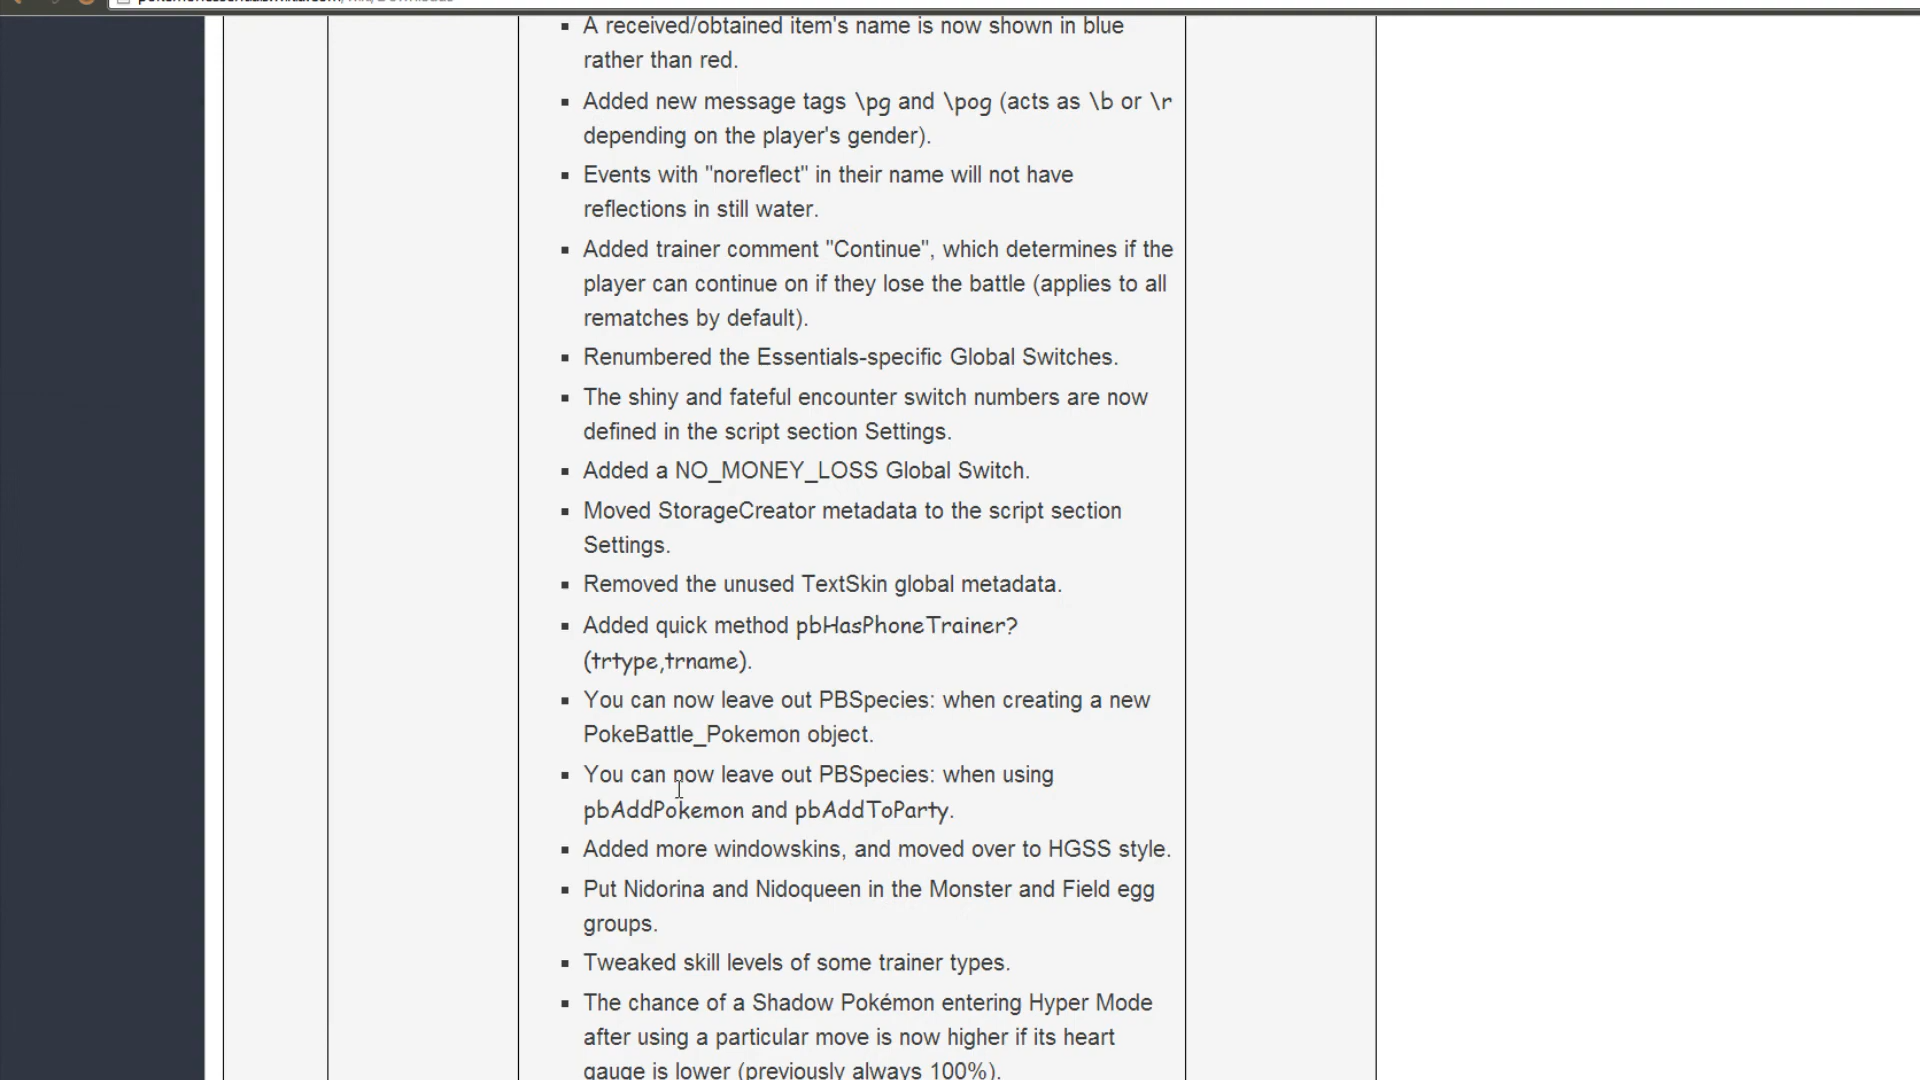 A received/obtained item's name is now shown in blue
rather than red.
Added new message tags \pg and \pog (acts as \b or \r
depending on the player's gender).
Events with "noreflect" in their name will not have
reflections in still water.
Added trainer comment "Continue", which determines if the
player can continue on if they lose the battle (applies to all
rematches by default).
Renumbered the Essentials-specific Global Switches.
The shiny and fateful encounter switch numbers are now
defined in the script section Settings.
Added a NO_MONEY_LOSS Global Switch.
Moved StorageCreator metadata to the script section
Settings.
Removed the unused TextSkin global metadata.
Added quick method pbHasPhoneTrainer?
(trtype,trname).
You can now leave out PBSpecies: when creating a new
PokeBattle_Pokemon object.
You can now leave out PBSpecies: when using
pbAddPokemon and pbAddToParty.
Added more windowskins, and moved over to HGSS style.
Put Nidorina and Nidoqueen in the Monster and Field egg
groups.
Tweaked skill levels of some trainer types.
The chance of a Shadow Pokémon entering Hyper Mode
after using a particular move is now higher if its heart
gauge is lower (previously always 100%).